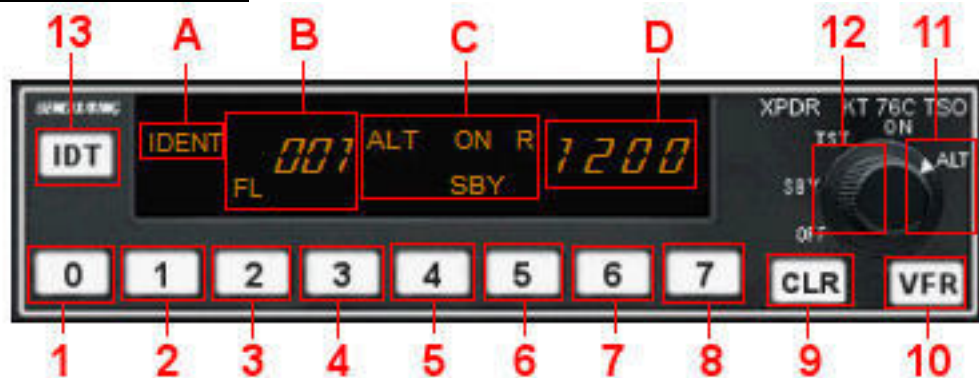 13 A B C D 12 11
XPDR KT 76C TSO
IDT IDENT 001 ALT ON R 1200 TST ON ALT
FL SBY SBY
OFF
0 1 2 3 4 5 6 7 CLR VFR
1 2 3 4 5 6 7 8 9 10